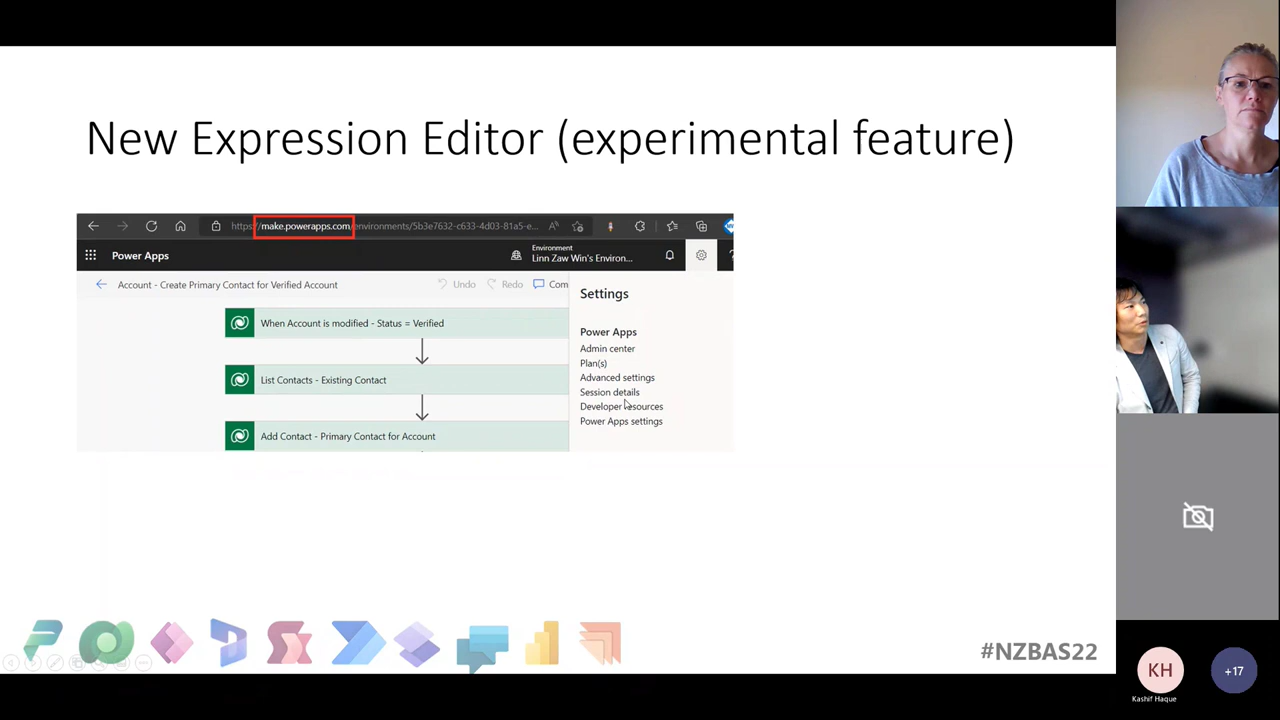 New Expression Editor (experimental feature)
https://make.powerapps.com/environments/5b3e7632-c633-4d03-81a5-e...
Power Apps
Environment
Linn Zaw Win's Environ...
?
Account - Create Primary Contact for Verified Account
Undo
Redo
Com
When Account is modified - Status = Verified
List Contacts - Existing Contact
Add Contact - Primary Contact for Account
Settings
Power Apps
Admin center
Plan(s)
Advanced settings
Session details
Developer resources
Power Apps settings
#NZBAS22
KH
Kashif Haque
+17